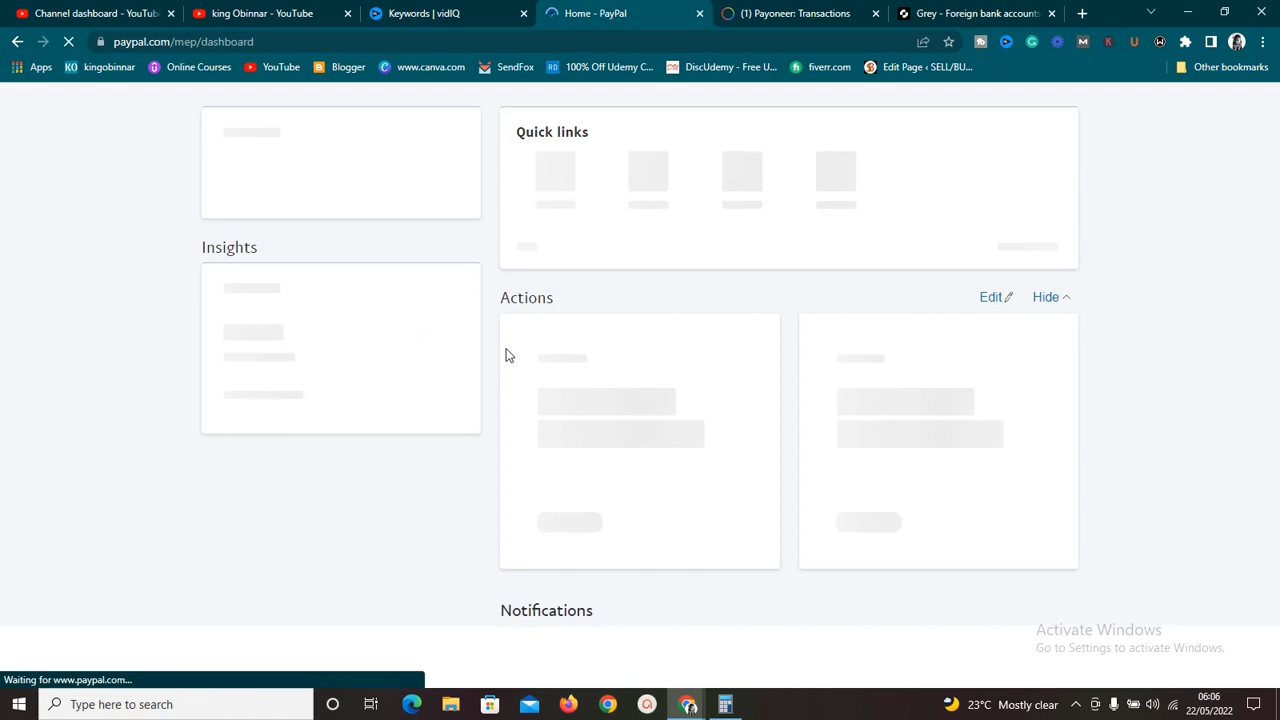 Channel dashboard - YouTub
king Obinnar - YouTube
Keywords | vidIQ
Home - PayPal
(1) Payoneer: Transactions
Grey - Foreign bank accounts
paypal.com/mep/dashboard
Apps
kingobinnar
Online Courses
YouTube
Blogger
www.canva.com
SendFox
100% Off Udemy C...
DiscUdemy - Free U...
fiverr.com
Edit Page ‹ SELL/BU...
Other bookmarks
Quick links
Insights
Actions
Edit
Hide
Notifications
Activate Windows
Go to Settings to activate Windows.
Waiting for www.paypal.com...
Type here to search
23°C Mostly clear
06:06
22/05/2022